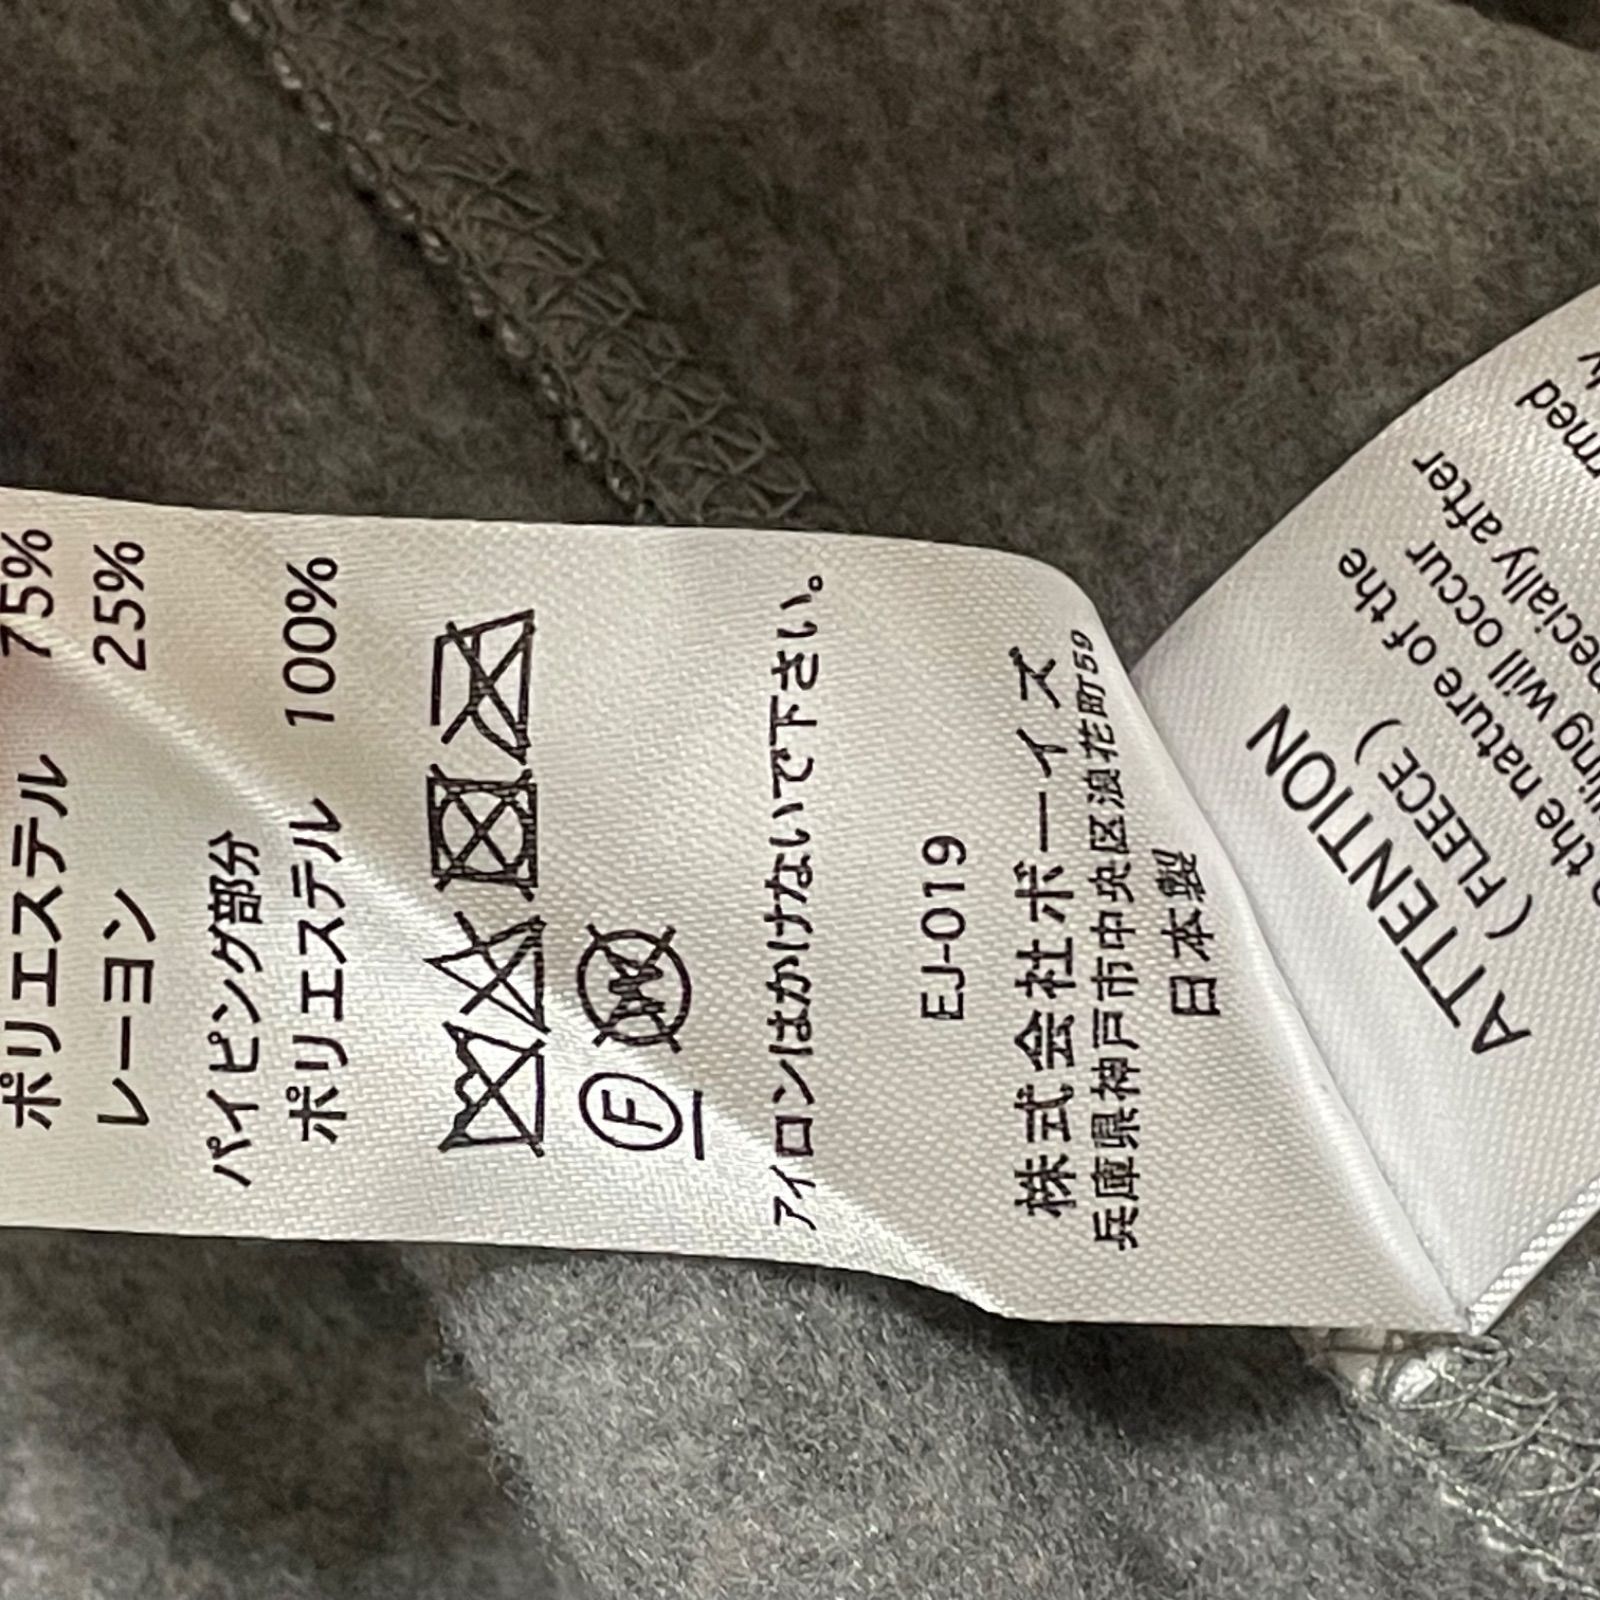 ポリエステル 75%
レーヨン 25%
パイピング部分
ポリエステル 100%
F
W
アイロンはかけないで下さい。
EJ-019
株式会社ボーイズ
兵庫県神戸市中央区浪花町59
日本製
ATTENTION
( FLEECE )
the nature of the
will occur
after